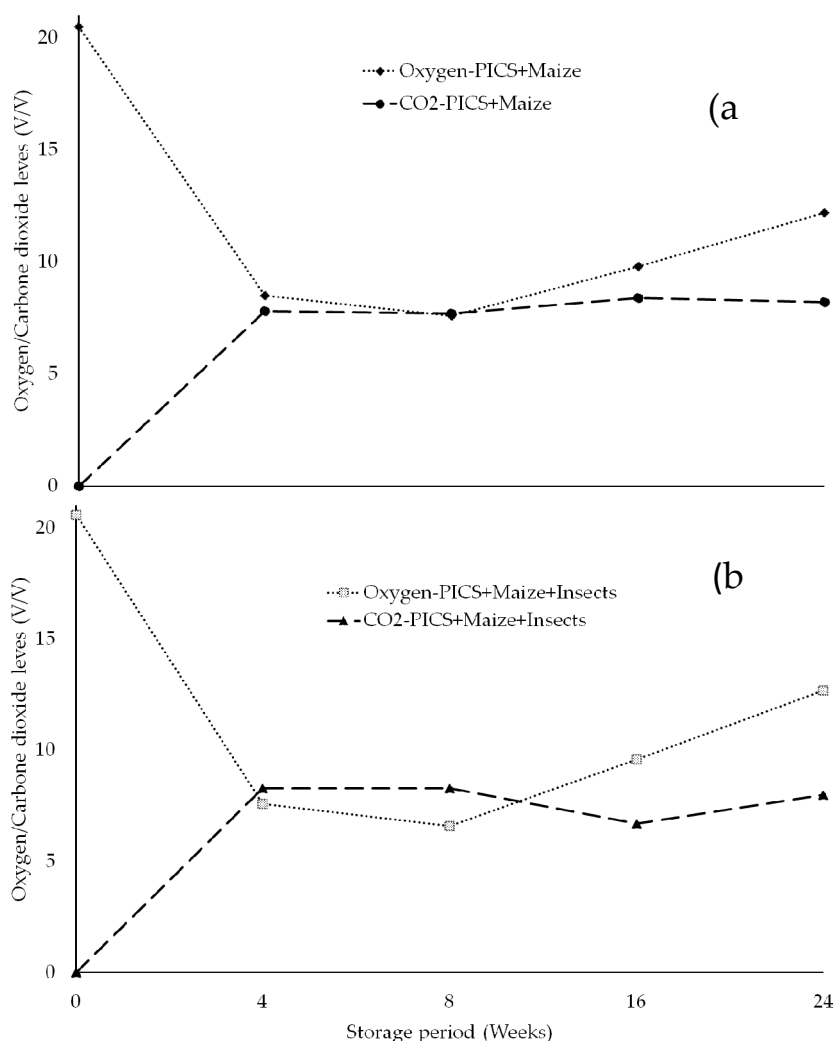 20
15
10
5
0
Oxygen/Carbone dioxide leves (V/V)
Oxygen-PICS+Maize
CO2-PICS+Maize
(a
20
15
10
5
0
Oxygen/Carbone dioxide leves (V/V)
Oxygen-PICS+Maize+Insects
CO2-PICS+Maize+Insects
(b
0 4 8 16 24
Storage period (Weeks)